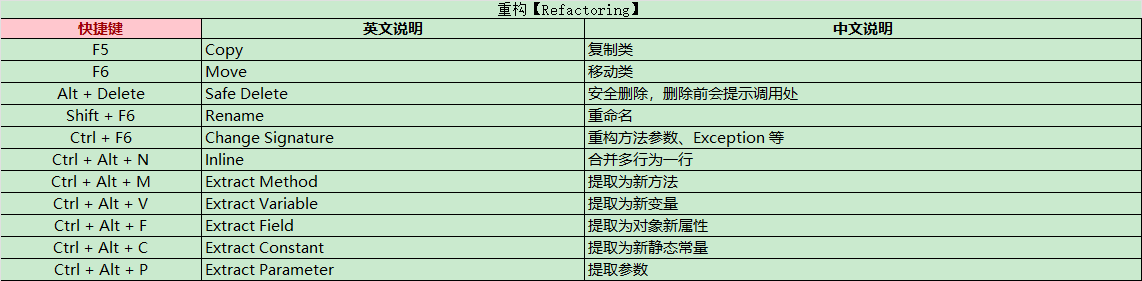 重构【Refactoring】
快捷键 英文说明 中文说明
F5 Copy 复制类
F6 Move 移动类
Alt + Delete Safe Delete 安全删除，删除前会提示调用处
Shift + F6 Rename 重命名
Ctrl + F6 Change Signature 重构方法参数、Exception 等
Ctrl + Alt + N Inline 合并多行为一行
Ctrl + Alt + M Extract Method 提取为新方法
Ctrl + Alt + V Extract Variable 提取为新变量
Ctrl + Alt + F Extract Field 提取为对象新属性
Ctrl + Alt + C Extract Constant 提取为新静态常量
Ctrl + Alt + P Extract Parameter 提取参数